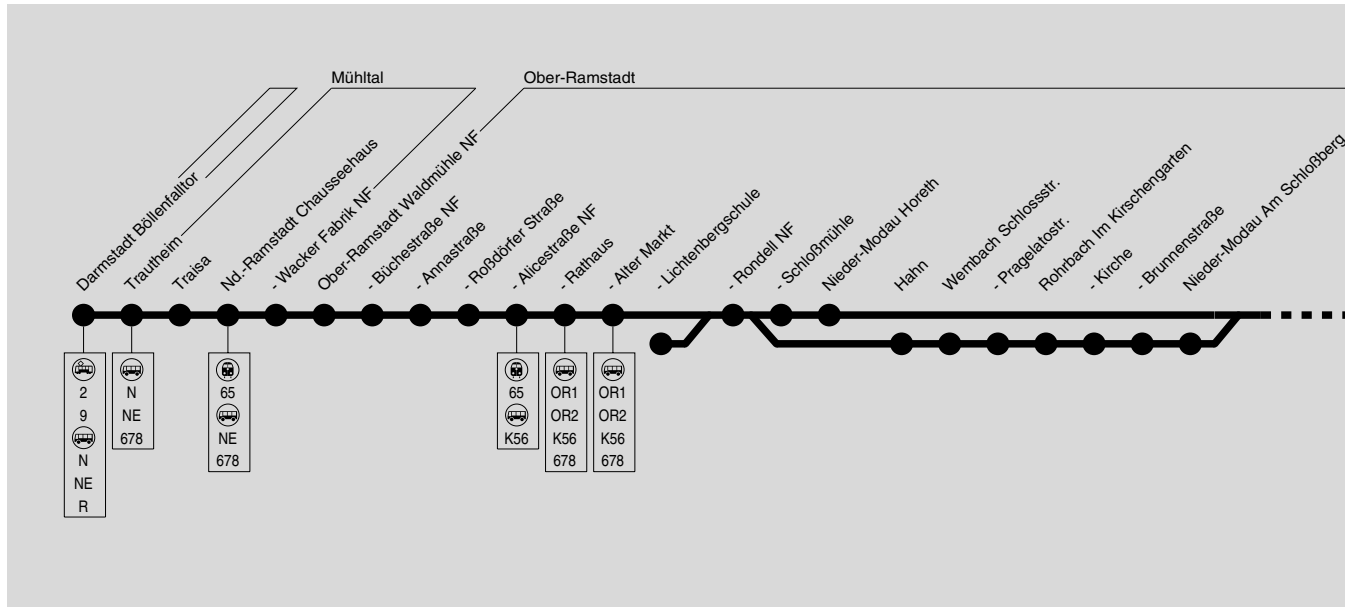 Mühltal
Ober-Ramstadt
Darmstadt Böllenfalltor
Trautheim
Traisa
Nd.-Ramstadt Chausseehaus
- Wacker Fabrik NF
Ober-Ramstadt Waldmühle NF
- Büchestraße NF
- Annastraße
- Roßdörfer Straße
- Alicestraße NF
- Rathaus
- Alter Markt
- Lichtenbergschule
- Rondell NF
- Schloßmühle
Nieder-Modau Horeth
Hahn
Wembach Schlossstr.
- Pragelatostr.
Rohrbach Im Kirschengarten
- Kirche
- Brunnenstraße
Nieder-Modau Am Schloßberg
2
9
N
NE
R
N
NE
678
65
NE
678
65
K56
OR1
OR2
K56
678
OR1
OR2
K56
678